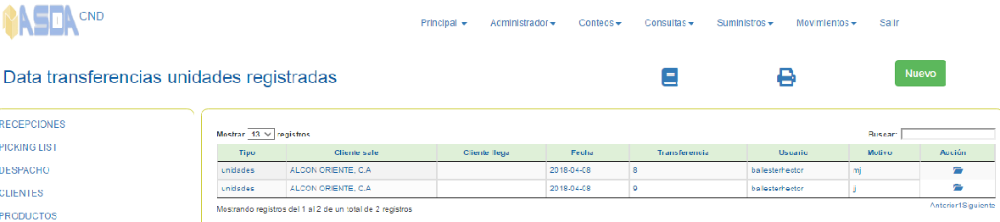 ASDA CND
Principal Administrador Conteos Consultas Suministros Movimientos Salir
Data transferencias unidades registradas
Nuevo
RECEPCIONES
PICKING LIST
DESPACHO
CLIENTES
PRODUCTOS
Mostrar 13 registros
Buscar:
Tipo Cliente sale Cliente llega Fecha Transferencia Usuario Motivo Acción
unidades ALCON ORIENTE, C.A 2018-04-08 8 ballesterhector mj
unidades ALCON ORIENTE, C.A 2018-04-08 9 ballesterhector jj
Mostrando registros del 1 al 2 de un total de 2 registros
Anterior1Siguiente